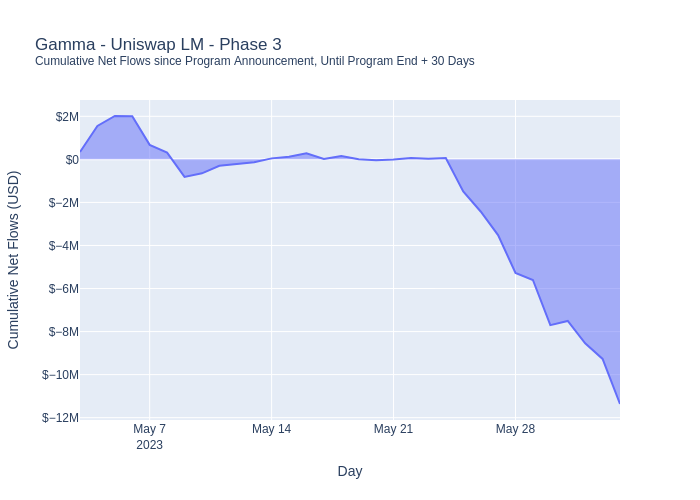 Gamma - Uniswap LM - Phase 3
Cumulative Net Flows since Program Announcement, Until Program End + 30 Days
Cumulative Net Flows (USD)
$2M
$0
$−2M
$−4M
$−6M
$−8M
$−10M
$−12M
May 7
2023
May 14
May 21
May 28
Day